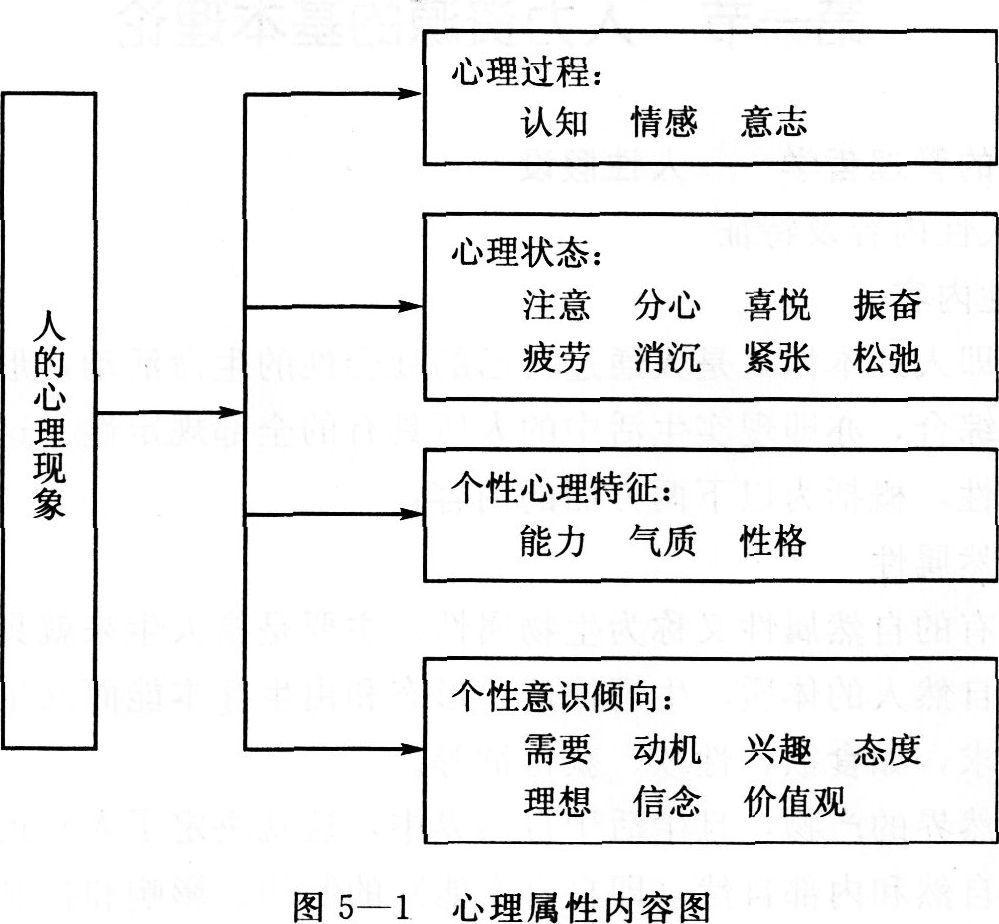 人的心理现象
心理过程：
认知 情感 意志
心理状态：
注意 分心 喜悦 振奋
疲劳 消沉 紧张 松弛
个性心理特征：
能力 气质 性格
个性意识倾向：
需要 动机 兴趣 态度
理想 信念 价值观
图 5—1 心理属性内容图